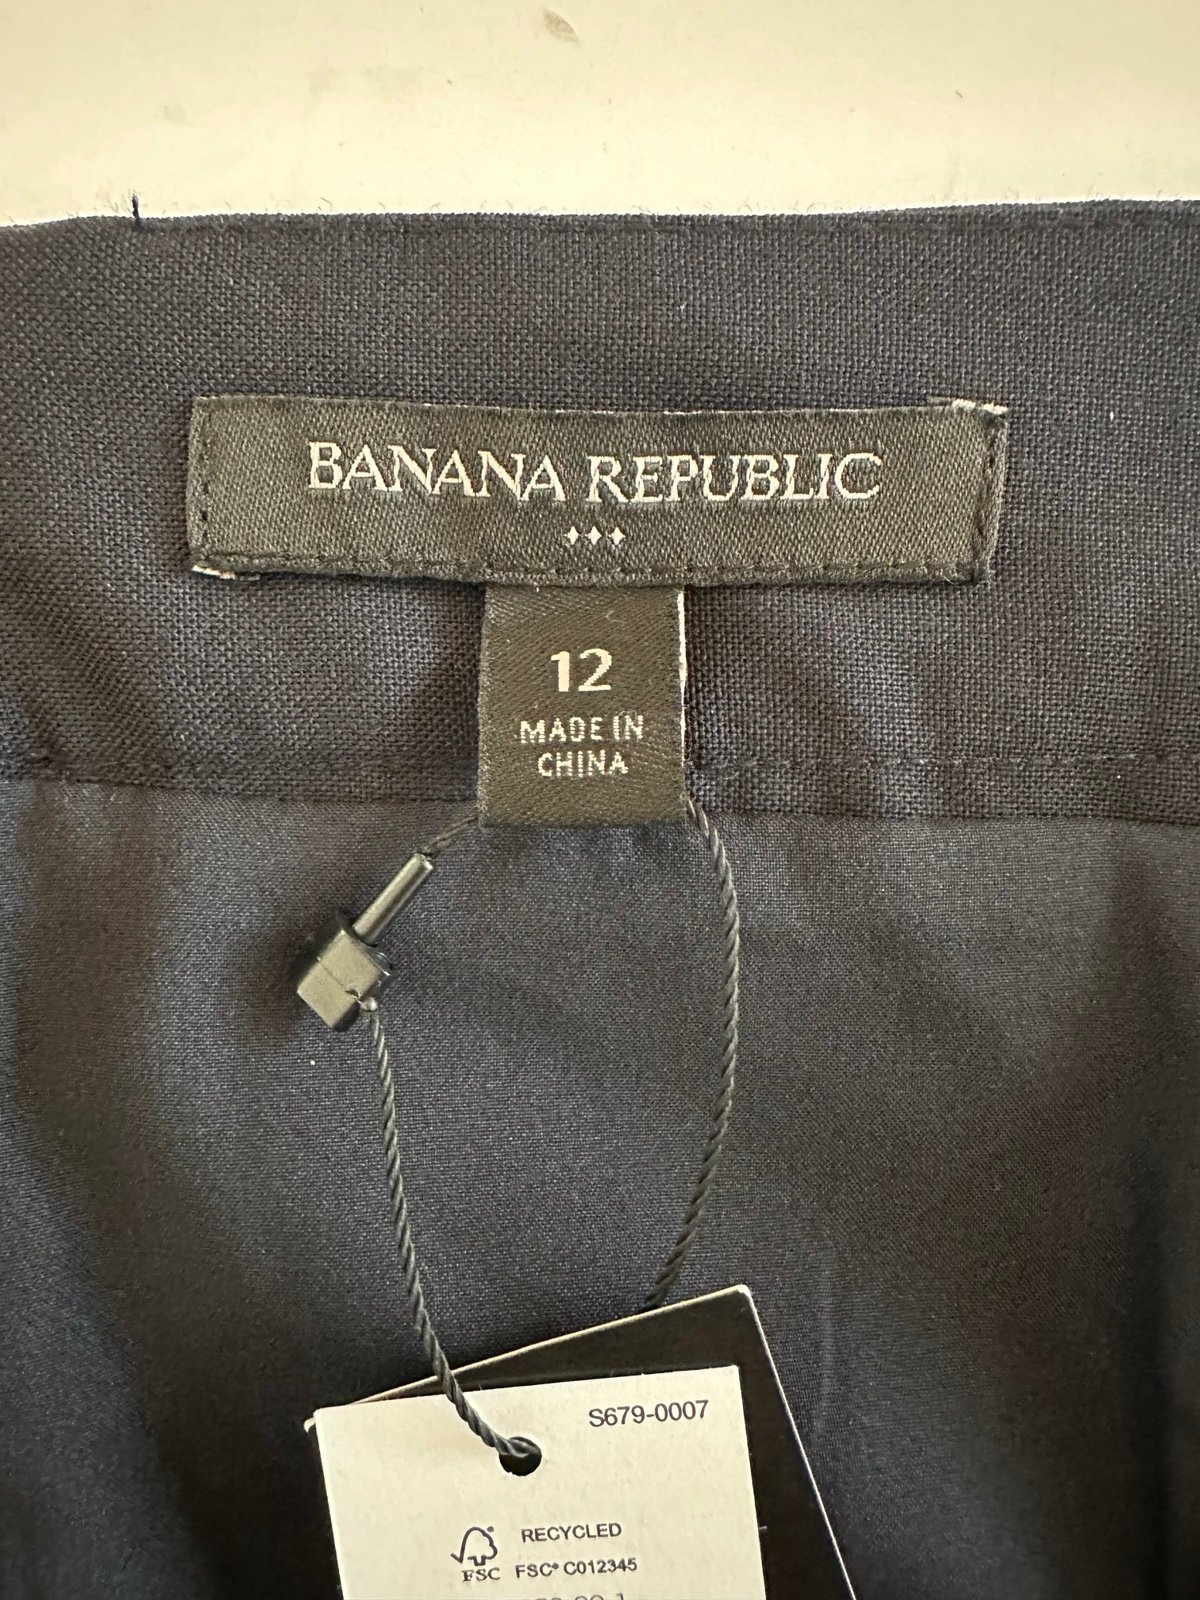 BANANA REPUBLIC
12
MADE IN
CHINA
S679-0007
RECYCLED
FSC
FSC® C012345